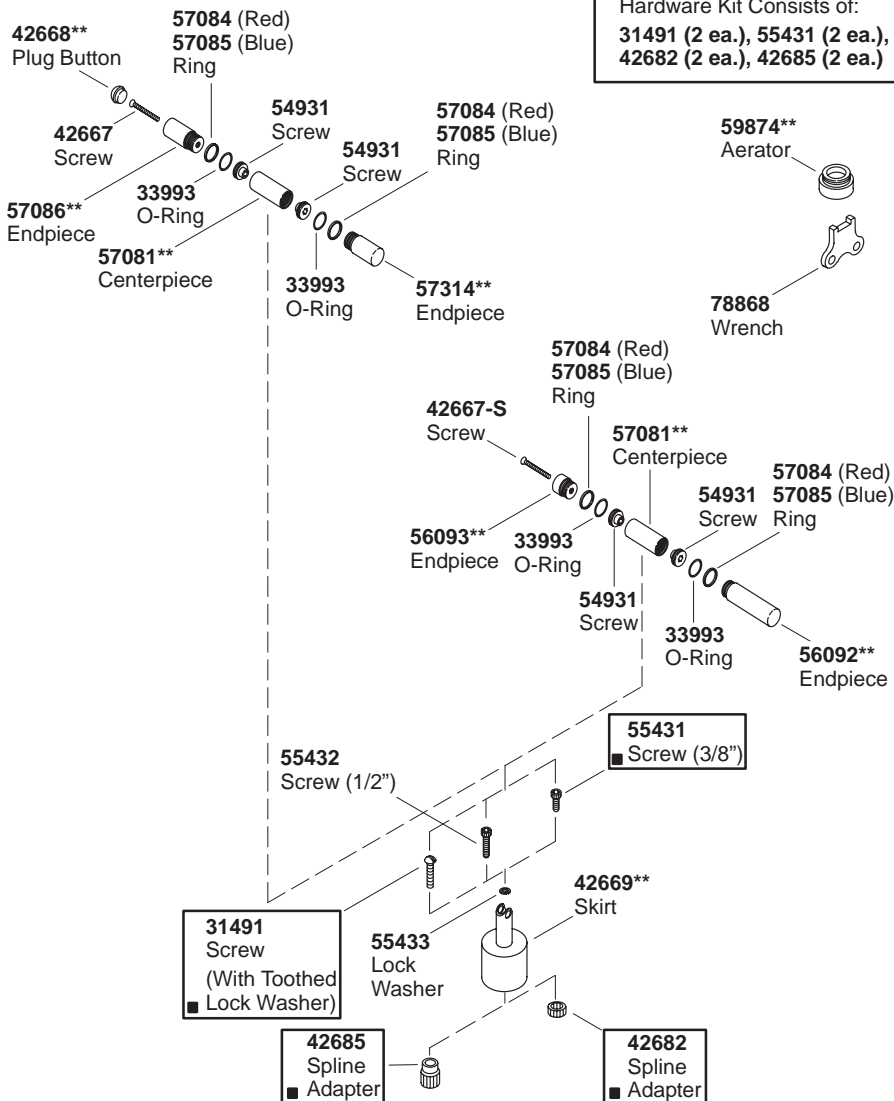 Hardware Kit Consists of:
31491 (2 ea.), 55431 (2 ea.),
42682 (2 ea.), 42685 (2 ea.)
57084 (Red)
57085 (Blue)
Ring
42668**
Plug Button
42667
Screw
54931
Screw
57084 (Red)
57085 (Blue)
Ring
54931
Screw
33993
O-Ring
57086**
Endpiece
57081**
Centerpiece
33993
O-Ring
57314**
Endpiece
59874**
Aerator
78868
Wrench
57084 (Red)
57085 (Blue)
Ring
42667-S
Screw
57081**
Centerpiece
57084 (Red)
57085 (Blue)
Ring
54931
Screw
56093**
Endpiece
33993
O-Ring
54931
Screw
33993
O-Ring
56092**
Endpiece
55432
Screw (1/2”)
55431
Screw (3/8”)
42669**
Skirt
31491
Screw
(With Toothed
Lock Washer)
55433
Lock
Washer
42685
Spline
Adapter
42682
Spline
Adapter